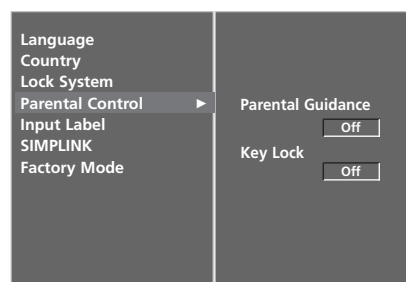 Language
Country
Lock System
Parental Control ►
Input Label
SIMPLINK
Factory Mode
Parental Guidance
Off
Key Lock
Off